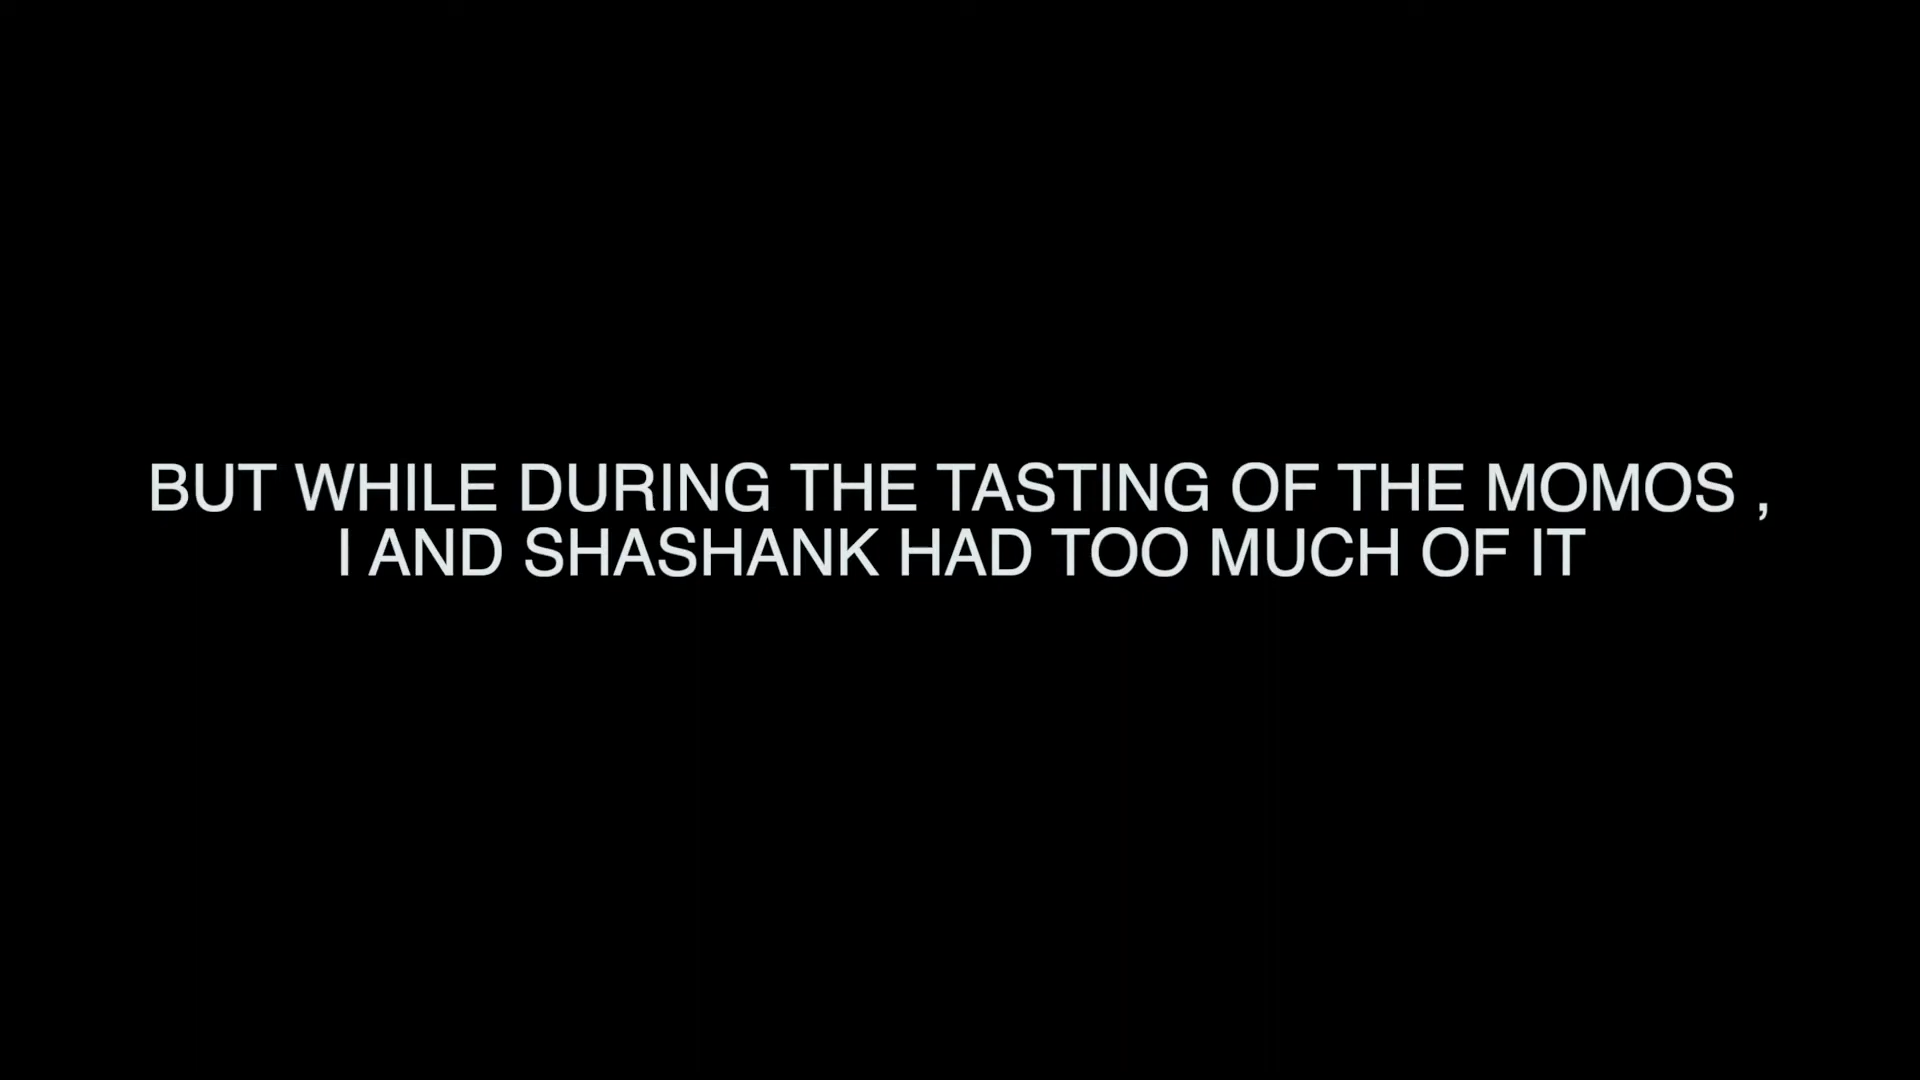 BUT WHILE DURING THE TASTING OF THE MOMOS ,
I AND SHASHANK HAD TOO MUCH OF IT